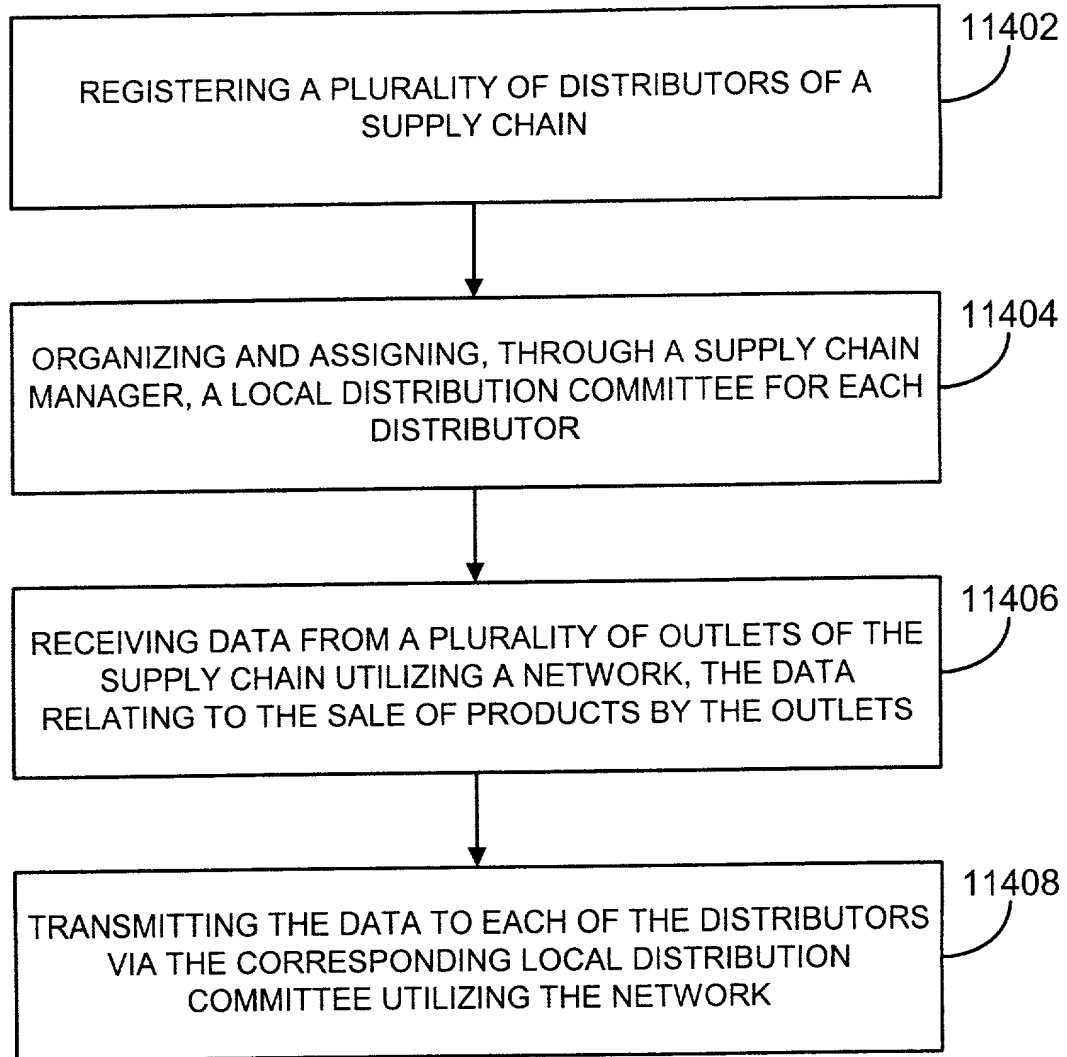 11402
REGISTERING A PLURALITY OF DISTRIBUTORS OF A
SUPPLY CHAIN
11404
ORGANIZING AND ASSIGNING, THROUGH A SUPPLY CHAIN
MANAGER, A LOCAL DISTRIBUTION COMMITTEE FOR EACH
DISTRIBUTOR
11406
RECEIVING DATA FROM A PLURALITY OF OUTLETS OF THE
SUPPLY CHAIN UTILIZING A NETWORK, THE DATA
RELATING TO THE SALE OF PRODUCTS BY THE OUTLETS
11408
TRANSMITTING THE DATA TO EACH OF THE DISTRIBUTORS
VIA THE CORRESPONDING LOCAL DISTRIBUTION
COMMITTEE UTILIZING THE NETWORK